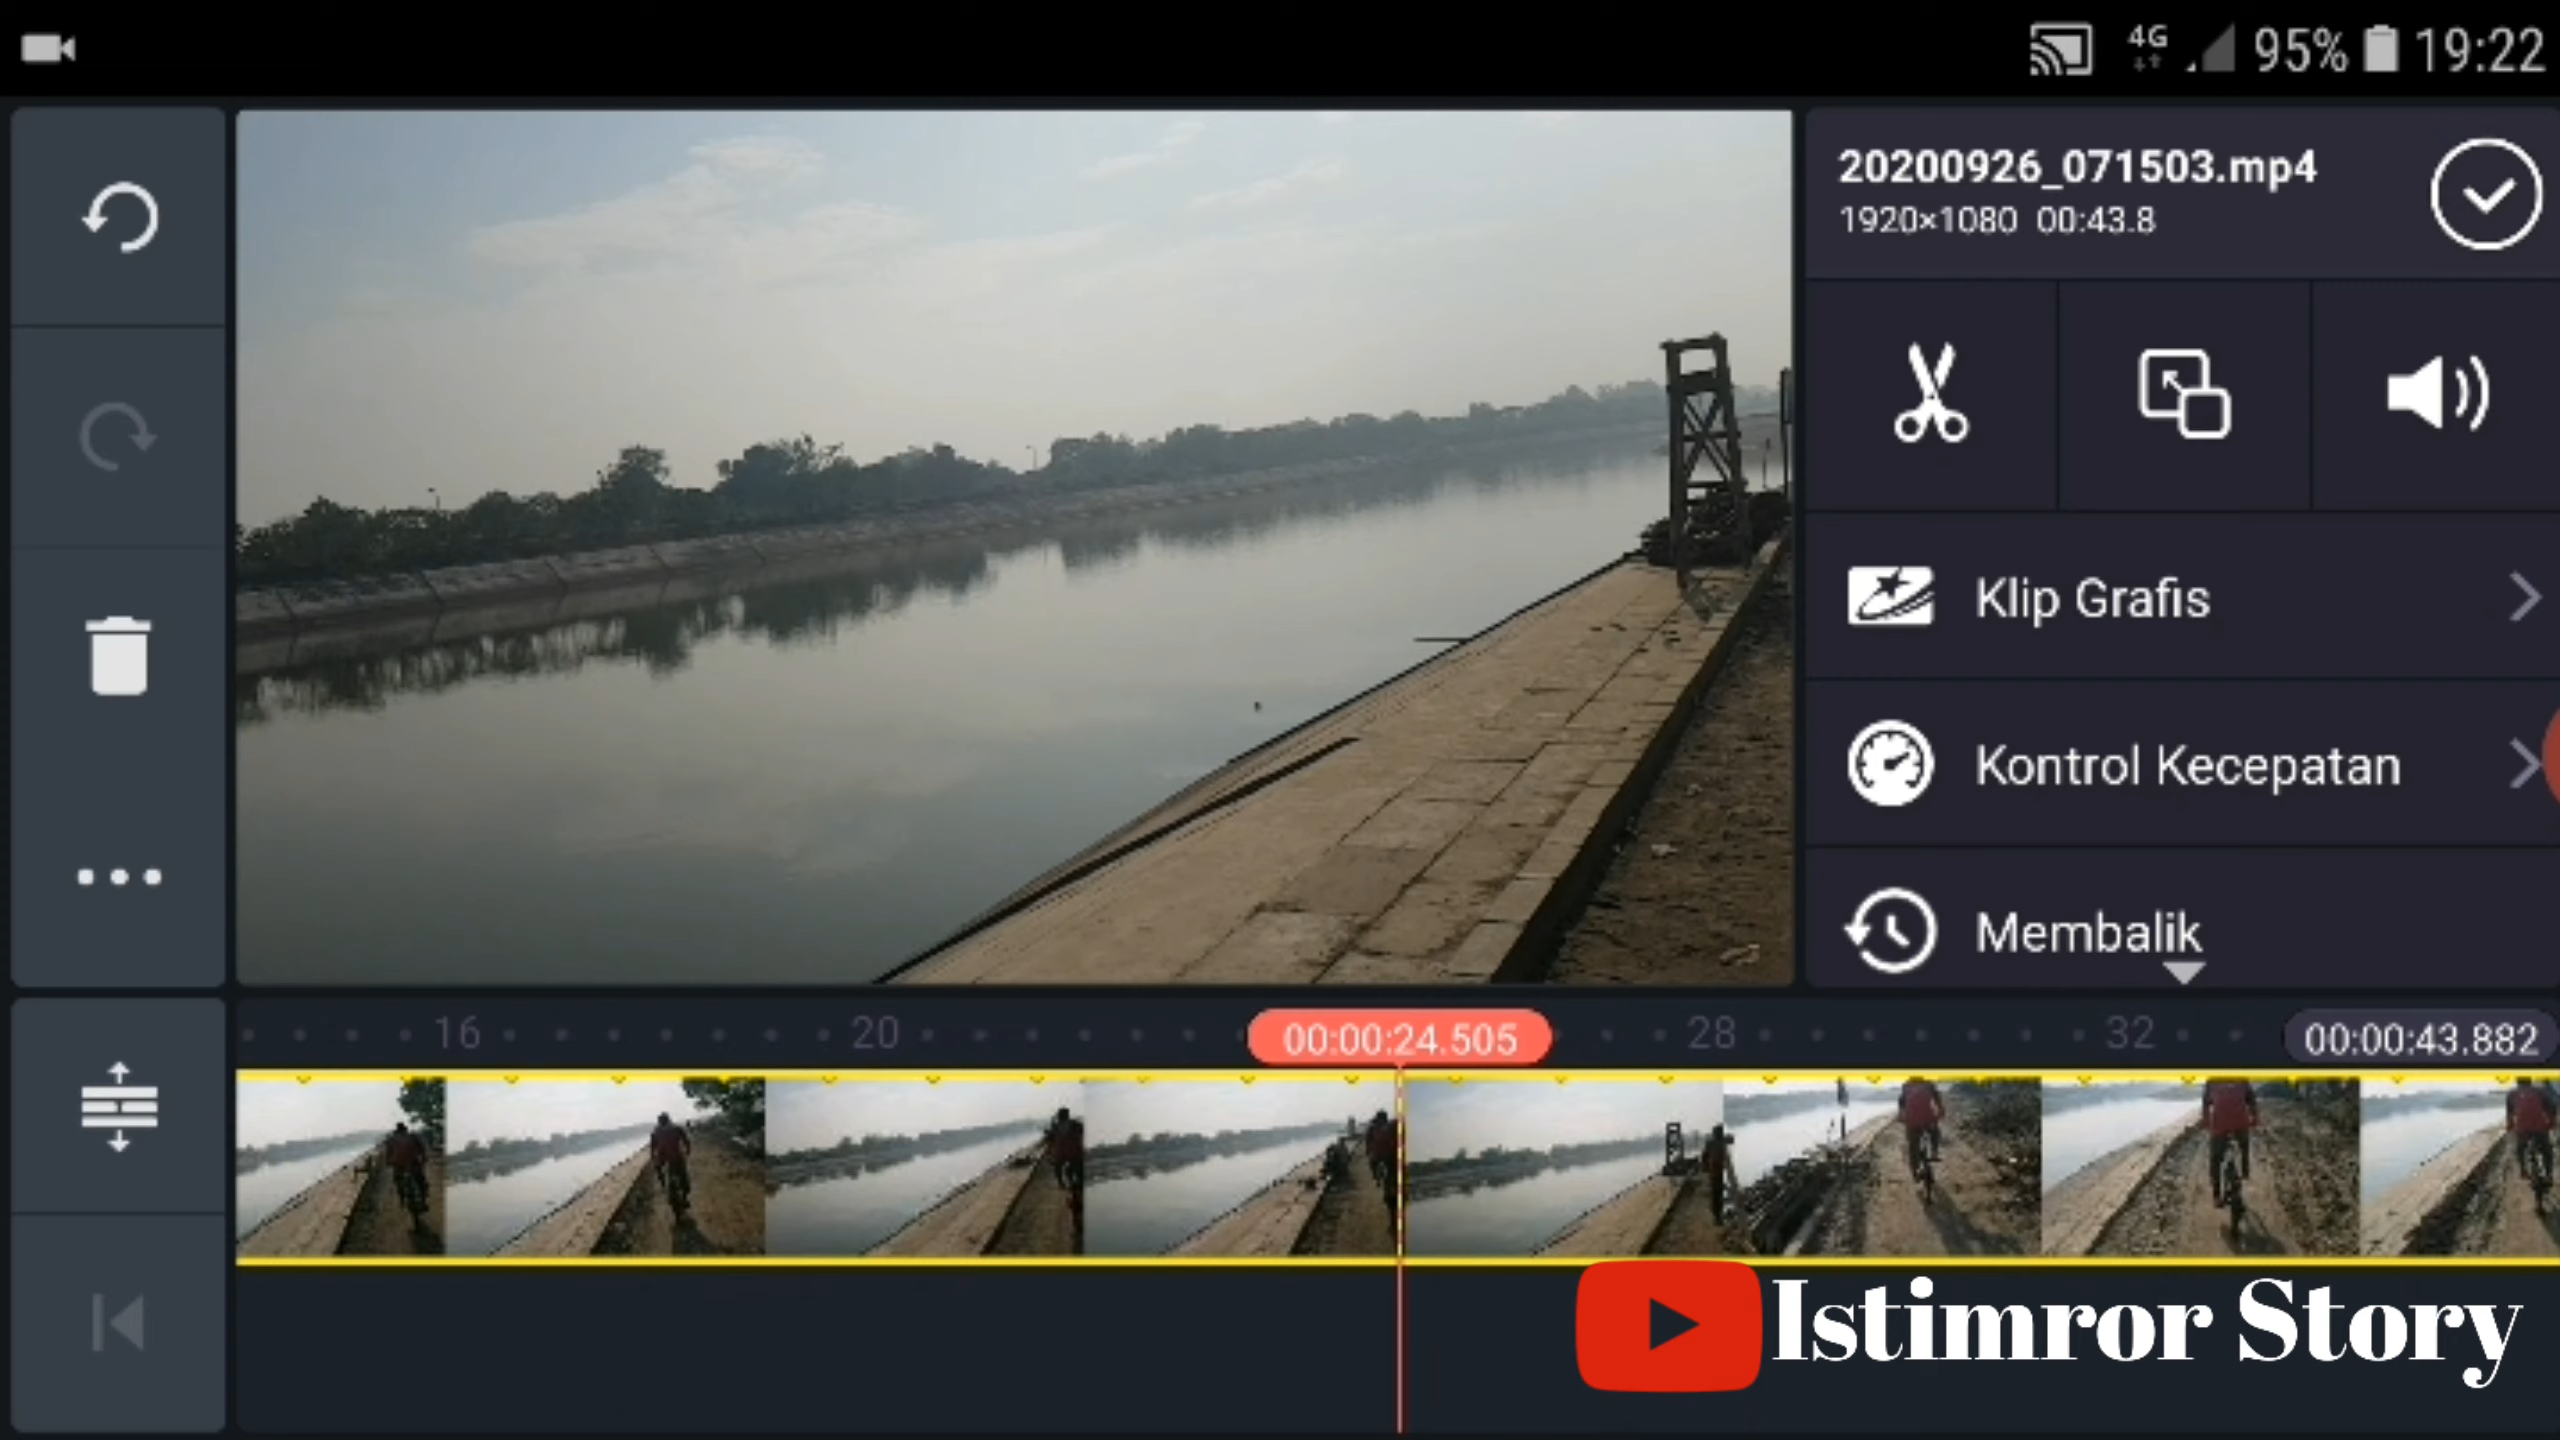 4G 95% 19:22
20200926_071503.mp4
1920×1080 00:43.8
Klip Grafis
Kontrol Kecepatan
Membalik
16 20 00:00:24.505 28 32 00:00:43.882
Istimror Story